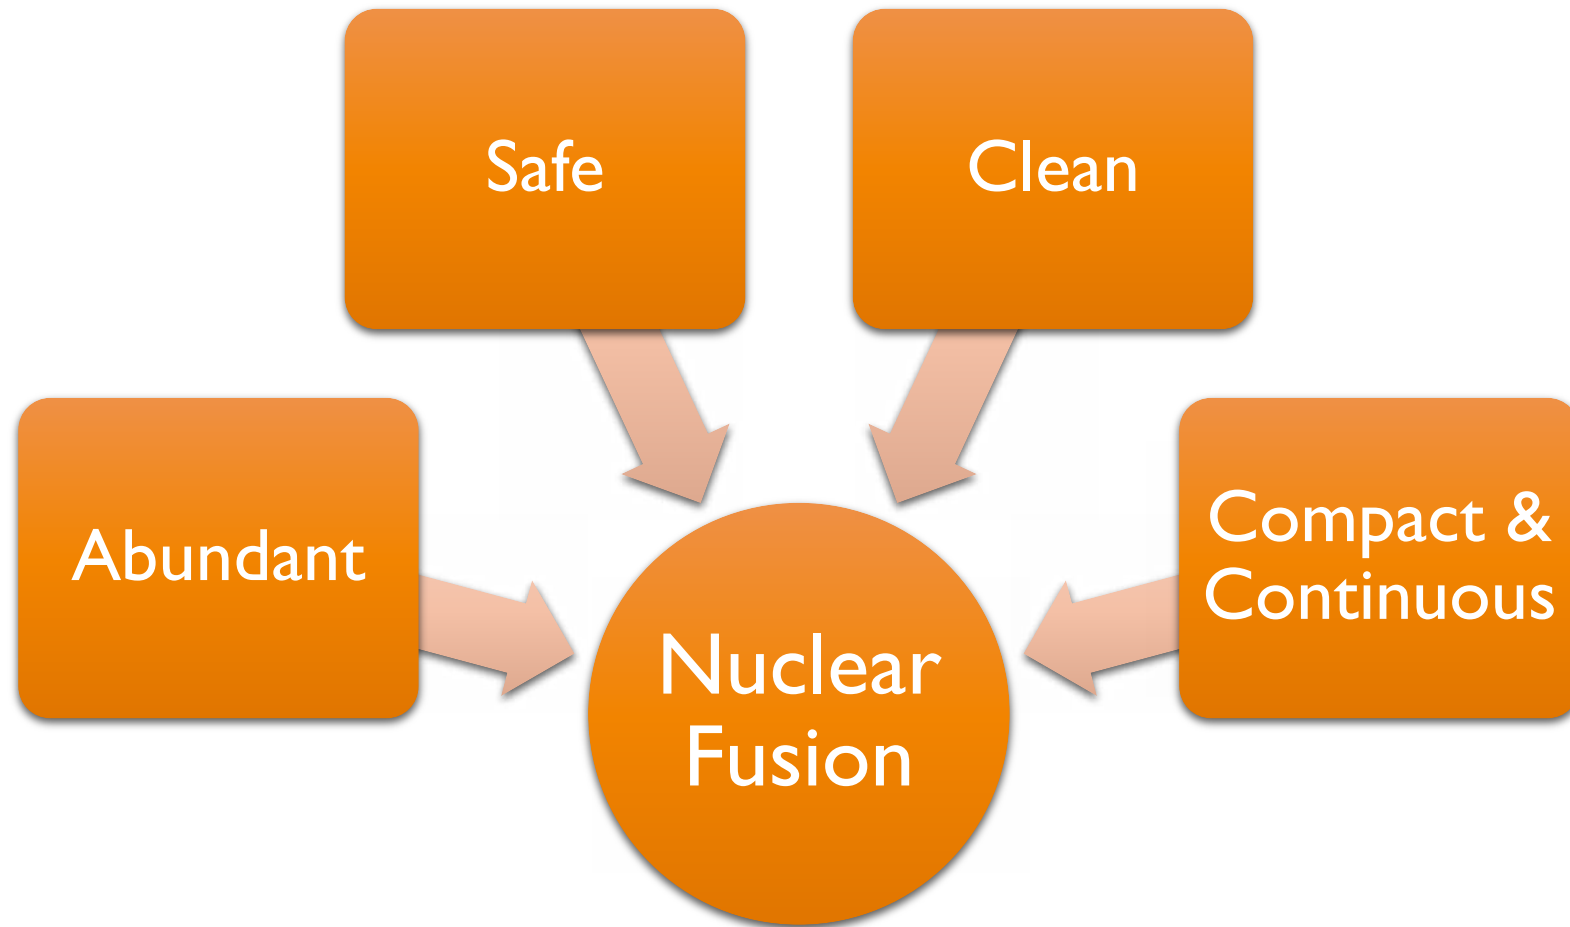 Safe
Clean
Abundant
Compact &
Continuous
Nuclear
Fusion